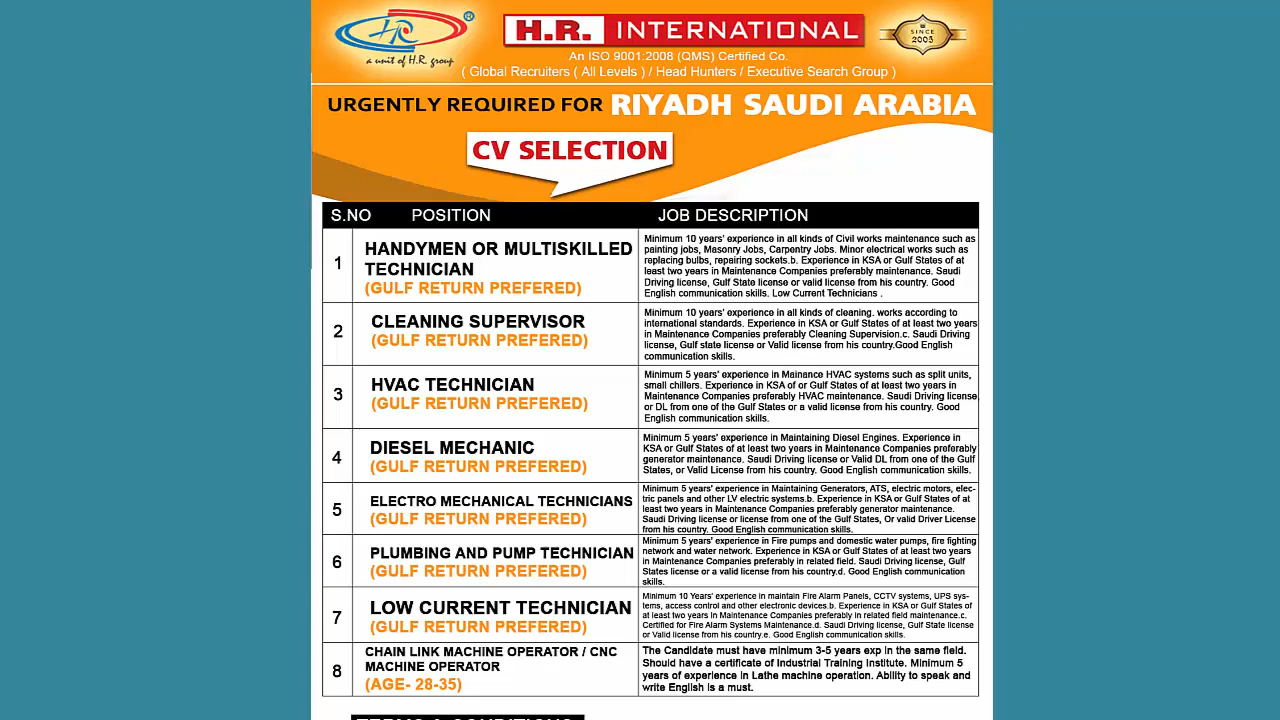 HR
®
a unit of H.R. group
H.R. INTERNATIONAL
An ISO 9001:2008 (QMS) Certified Co.
( Global Recruiters ( All Levels ) / Head Hunters / Executive Search Group )
SINCE
2005
URGENTLY REQUIRED FOR RIYADH SAUDI ARABIA
CV SELECTION
S.NO POSITION JOB DESCRIPTION
1
HANDYMEN OR MULTISKILLED
TECHNICIAN
(GULF RETURN PREFERED)
Minimum 10 years' experience in all kinds of Civil works maintenance such as
painting jobs, Masonry Jobs, Carpentry Jobs. Minor electrical works such as
replacing bulbs, repairing sockets.b. Experience in KSA or Gulf States of at
least two years in Maintenance Companies preferably maintenance. Saudi
Driving license, Gulf State license or valid license from his country. Good
English communication skills. Low Current Technicians .
2
CLEANING SUPERVISOR
(GULF RETURN PREFERED)
Minimum 10 years' experience in all kinds of cleaning. works according to
international standards. Experience in KSA or Gulf States of at least two years
in Maintenance Companies preferably Cleaning Supervision.c. Saudi Driving
license, Gulf state license or Valid license from his country.Good English
communication skills.
3
HVAC TECHNICIAN
(GULF RETURN PREFERED)
Minimum 5 years' experience in Mainance HVAC systems such as split units,
small chillers. Experience in KSA of or Gulf States of at least two years in
Maintenance Companies preferably HVAC maintenance. Saudi Driving license,
or DL from one of the Gulf States or a valid license from his country. Good
English communication skills.
4
DIESEL MECHANIC
(GULF RETURN PREFERED)
Minimum 5 years' experience in Maintaining Diesel Engines. Experience in
KSA or Gulf States of at least two years in Maintenance Companies preferably
generator maintenance. Saudi Driving license or Valid DL from one of the Gulf
States, or Valid License from his country. Good English communication skills.
5
ELECTRO MECHANICAL TECHNICIANS
(GULF RETURN PREFERED)
Minimum 5 years' experience in Maintaining Generators, ATS, electric motors, elec-
tric panels and other LV electric systems.b. Experience in KSA or Gulf States of at
least two years in Maintenance Companies preferably generator maintenance.
Saudi Driving license or license from one of the Gulf States, Or valid Driver License
from his country. Good English communication skills.
6
PLUMBING AND PUMP TECHNICIAN
(GULF RETURN PREFERED)
Minimum 5 years' experience in Fire pumps and domestic water pumps, fire fighting
network and water network. Experience in KSA or Gulf States of at least two years
in Maintenance Companies preferably in related field. Saudi Driving license, Gulf
States license or a valid license from his country.d. Good English communication
skills.
7
LOW CURRENT TECHNICIAN
(GULF RETURN PREFERED)
Minimum 10 Years' experience in maintain Fire Alarm Panels, CCTV systems, UPS sys-
tems, access control and other electronic devices.b. Experience in KSA or Gulf States of
at least two years in Maintenance Companies preferably in related field maintenance.c.
Certified for Fire Alarm Systems Maintenance.d. Saudi Driving license, Gulf State license
or Valid license from his country.e. Good English communication skills.
8
CHAIN LINK MACHINE OPERATOR / CNC
MACHINE OPERATOR
(AGE- 28-35)
The Candidate must have minimum 3-5 years exp in the same field.
Should have a certificate of Industrial Training Institute. Minimum 5
years of experience in Lathe machine operation. Ability to speak and
write English is a must.
TERMS & CONDITIONS